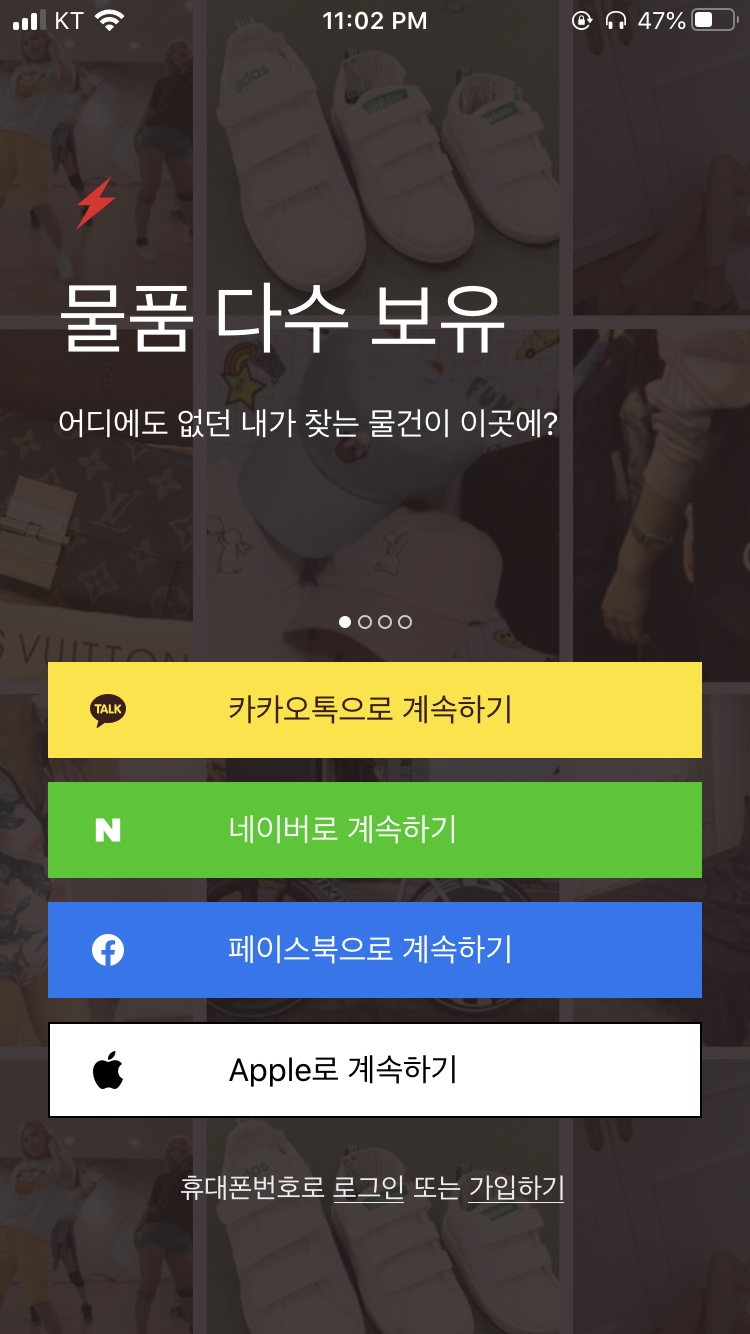 KT 11:02 PM 47%
adidas
물품 다수 보유
FUN
어디에도 없던 내가 찾는 물건이 이곳에?
LV
S VUITTON
TALK 카카오톡으로 계속하기
N 네이버로 계속하기
페이스북으로 계속하기
Apple로 계속하기
휴대폰번호로 로그인 또는 가입하기